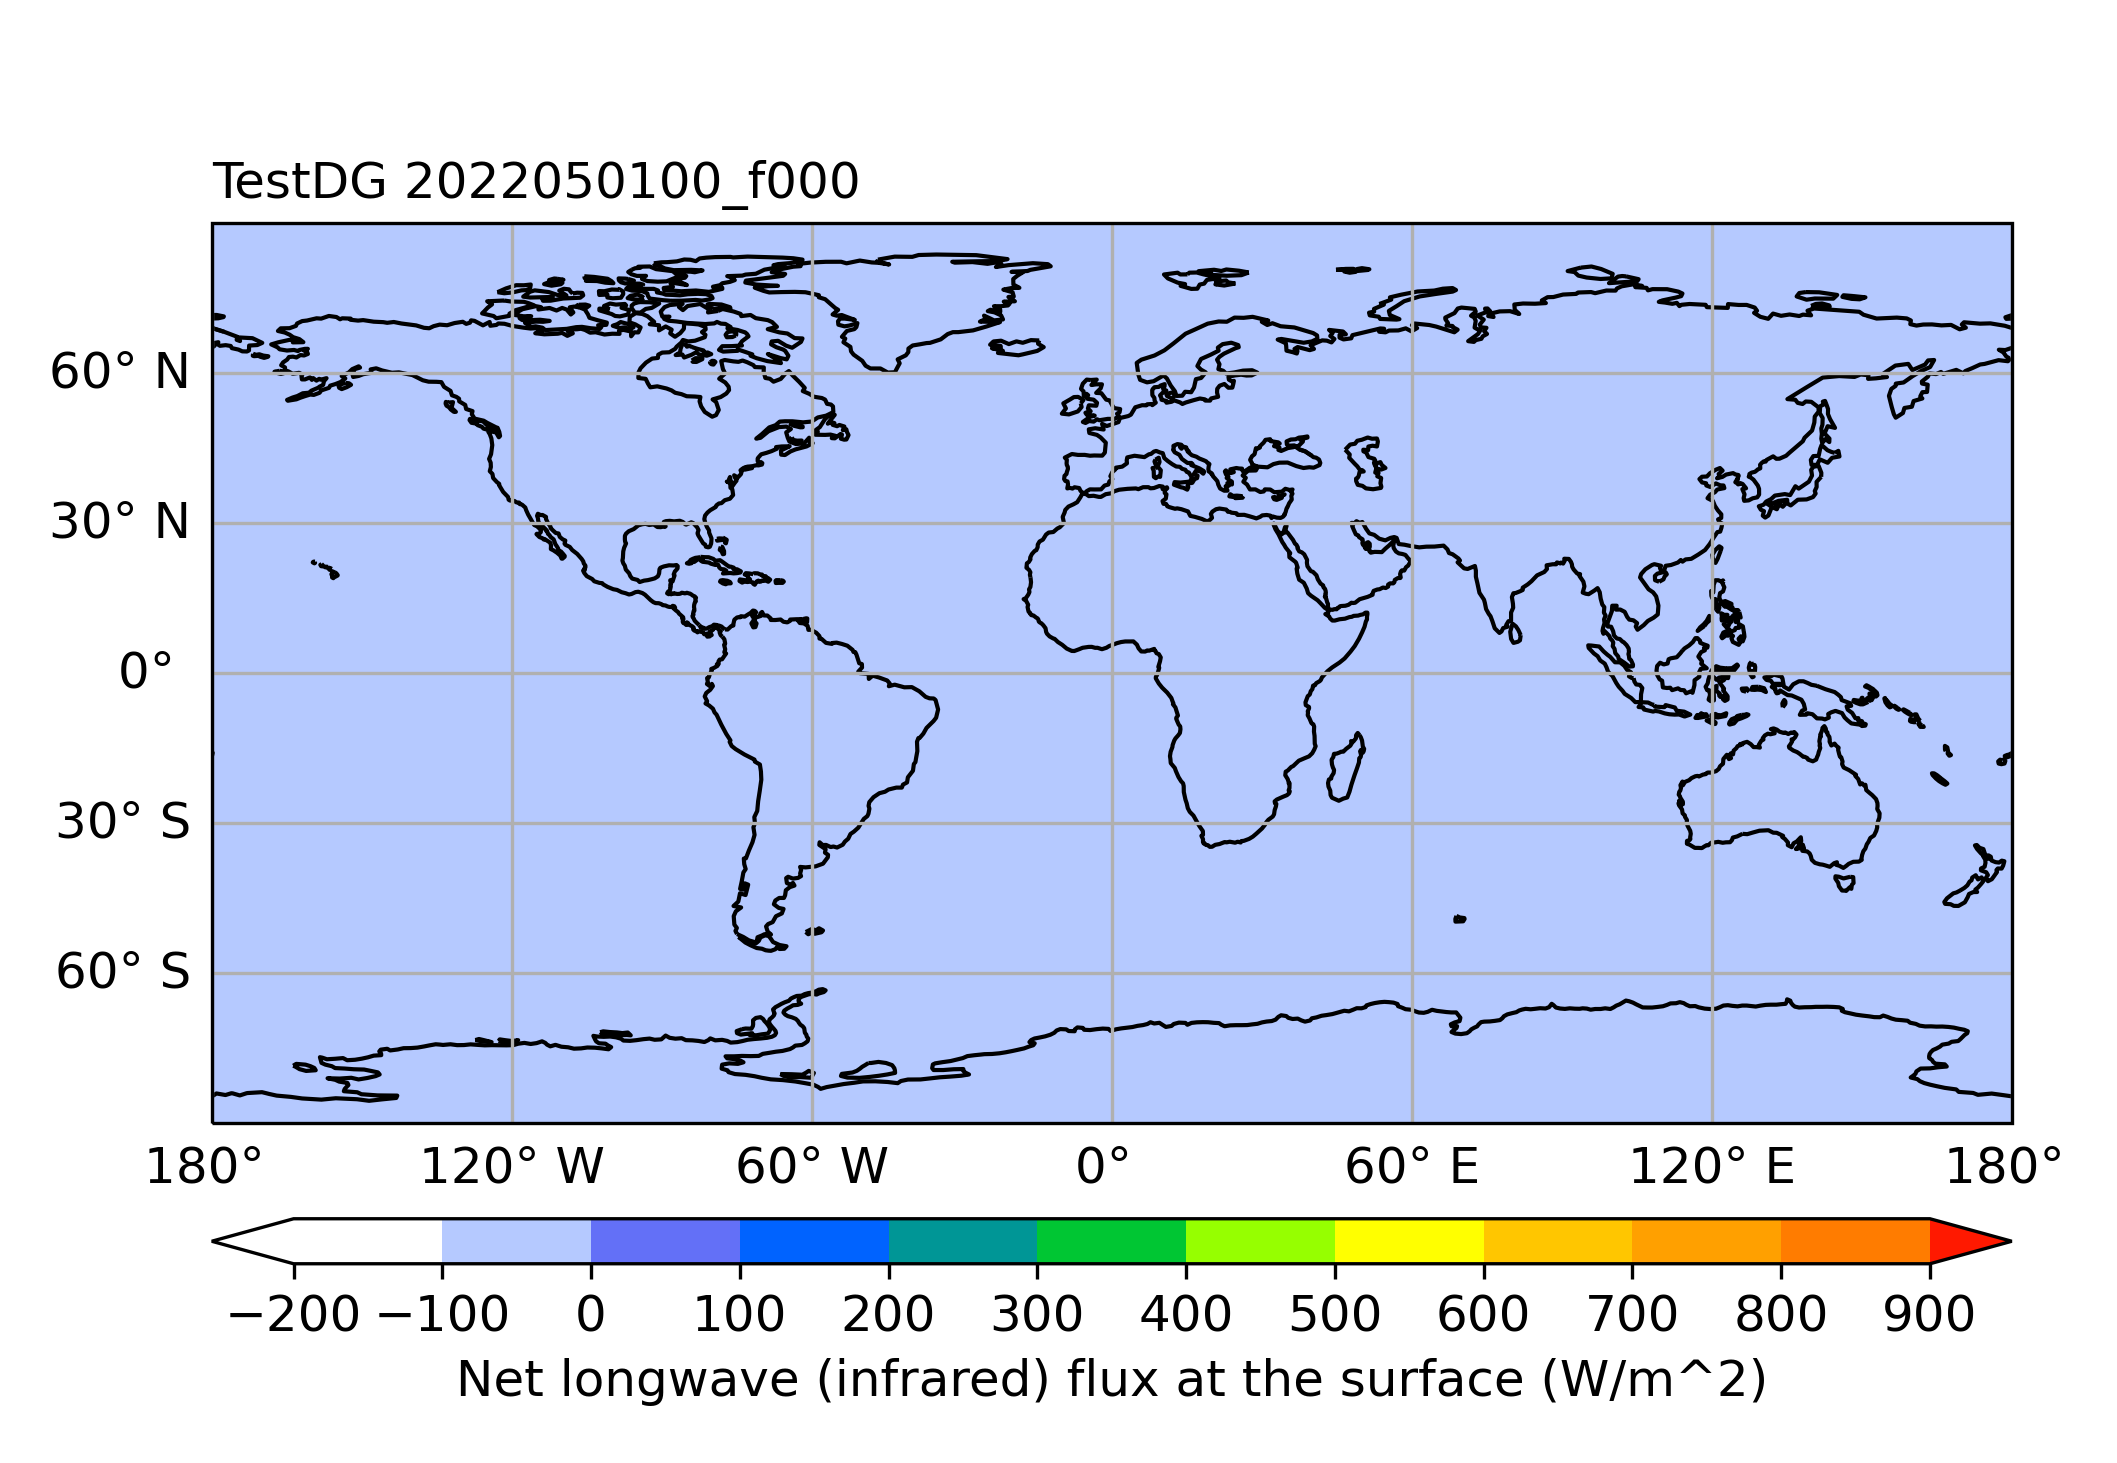 TestDG 2022050100_f000
60° N
30° N
0°
30° S
60° S
180° 120° W 60° W 0° 60° E 120° E 180°
−200 −100 0 100 200 300 400 500 600 700 800 900
Net longwave (infrared) flux at the surface (W/m^2)